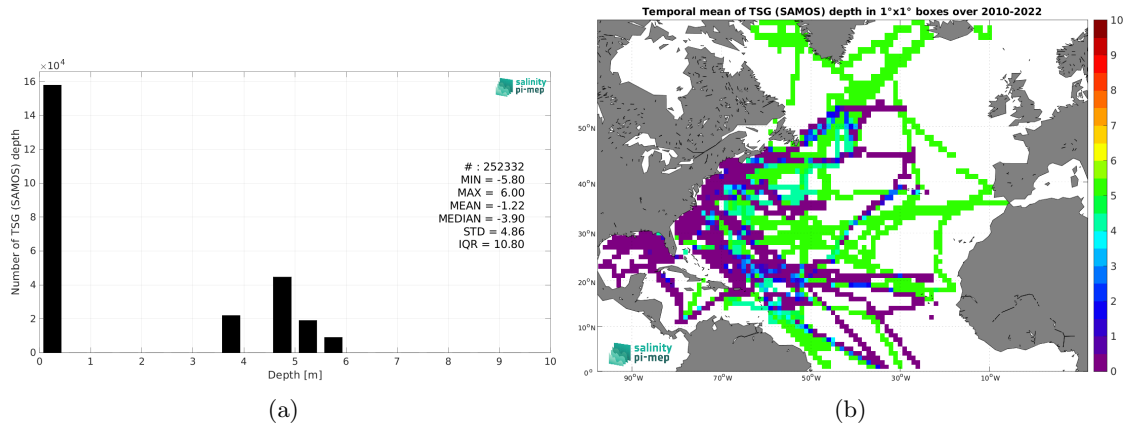 ×10⁴
16
14
12
10
8
6
4
2
0
Number of TSG (SAMOS) depth
0 1 2 3 4 5 6 7 8 9 10
Depth [m]
salinity
pi-mep
# : 252332
MIN = -5.80
MAX = 6.00
MEAN = -1.22
MEDIAN = -3.90
STD = 4.86
IQR = 10.80
(a)
Temporal mean of TSG (SAMOS) depth in 1°x1° boxes over 2010-2022
50°N
40°N
30°N
20°N
10°N
0°
90°W 70°W 50°W 30°W 10°W
salinity
pi-mep
10
9
8
7
6
5
4
3
2
1
0
(b)